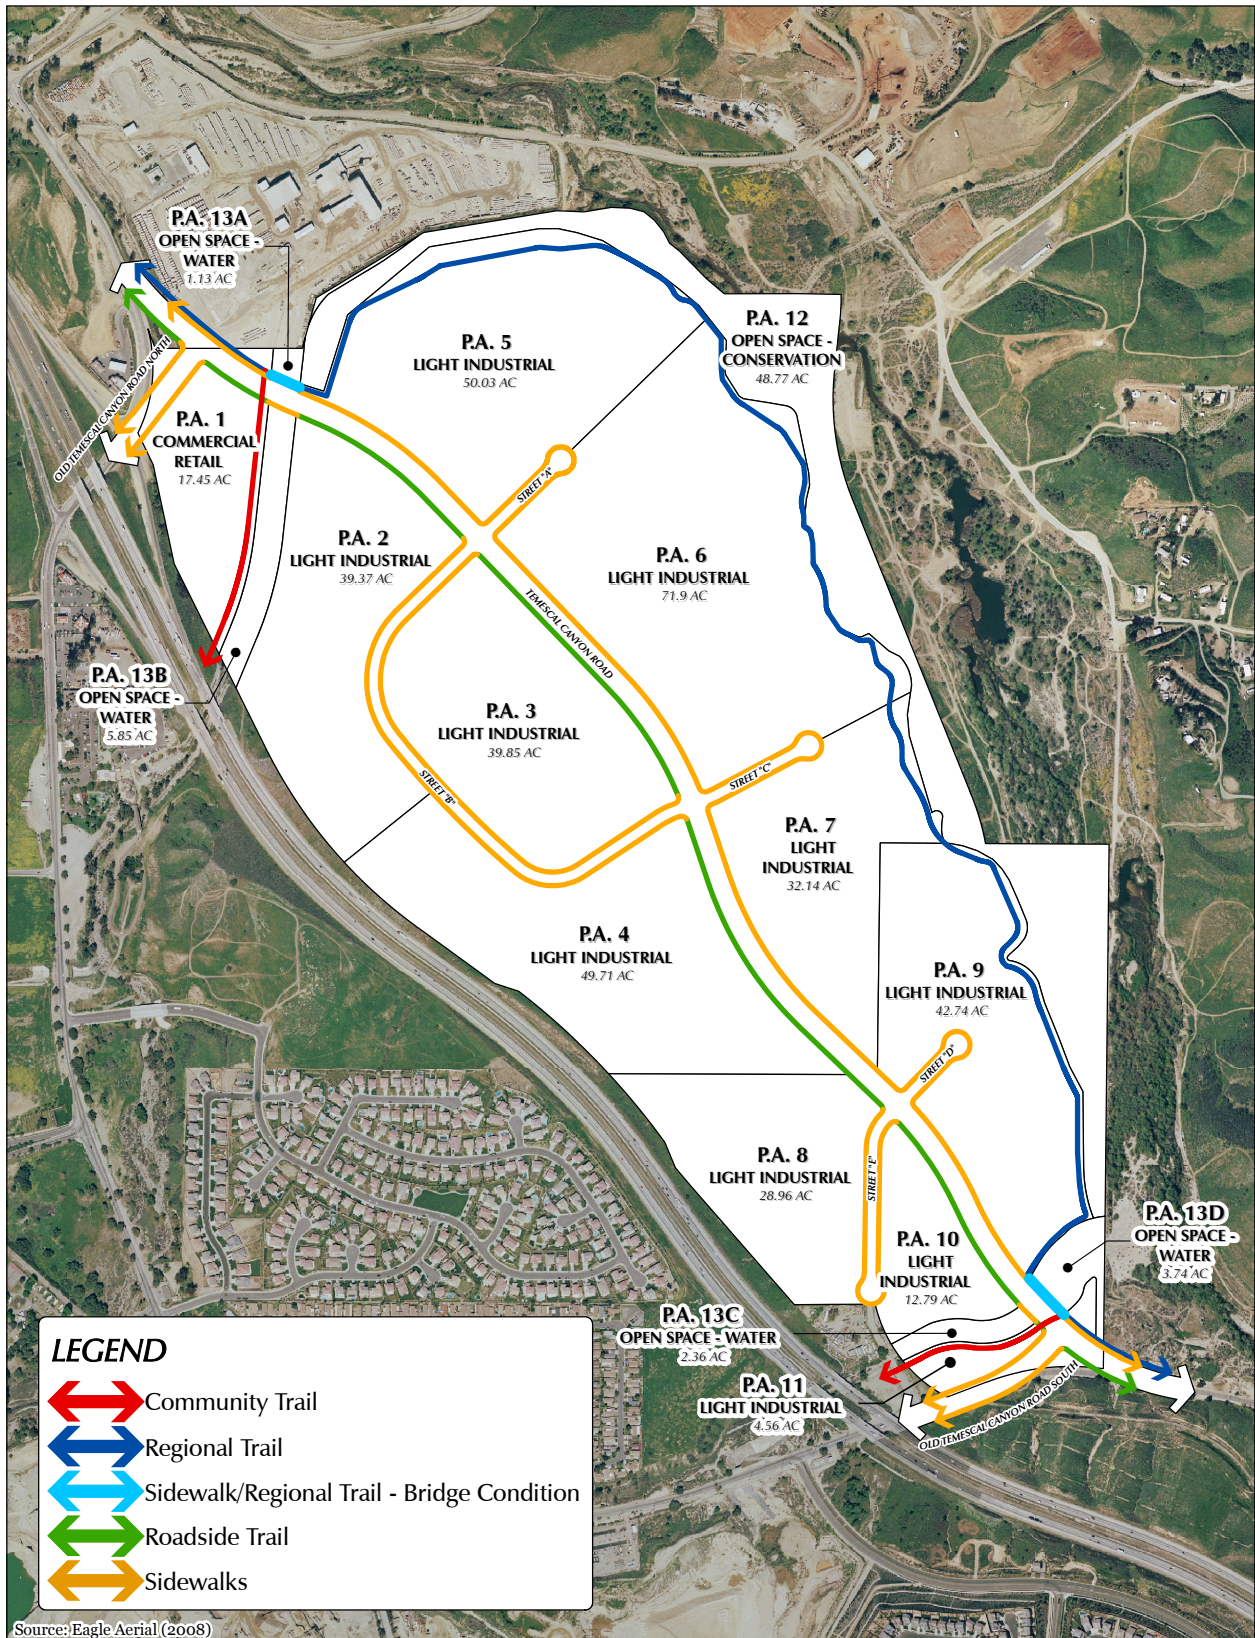 P.A. 13A
OPEN SPACE -
WATER
1.13 AC
P.A. 5
LIGHT INDUSTRIAL
50.03 AC
P.A. 12
OPEN SPACE -
CONSERVATION
48.77 AC
OLD TEMESCAL CANYON ROAD NORTH
P.A. 1
COMMERCIAL
RETAIL
17.45 AC
STREET "A"
P.A. 2
LIGHT INDUSTRIAL
39.37 AC
P.A. 6
LIGHT INDUSTRIAL
71.9 AC
TEMESCAL CANYON ROAD
P.A. 13B
OPEN SPACE -
WATER
5.85 AC
P.A. 3
LIGHT INDUSTRIAL
39.85 AC
STREET "B"
STREET "C"
P.A. 7
LIGHT
INDUSTRIAL
32.14 AC
P.A. 4
LIGHT INDUSTRIAL
49.71 AC
P.A. 9
LIGHT INDUSTRIAL
42.74 AC
STREET "D"
P.A. 8
LIGHT INDUSTRIAL
28.96 AC
STREET "E"
P.A. 10
LIGHT
INDUSTRIAL
12.79 AC
P.A. 13D
OPEN SPACE -
WATER
3.74 AC
P.A. 13C
OPEN SPACE - WATER
2.36 AC
P.A. 11
LIGHT INDUSTRIAL
4.56 AC
OLD TEMESCAL CANYON ROAD SOUTH
LEGEND
Community Trail
Regional Trail
Sidewalk/Regional Trail - Bridge Condition
Roadside Trail
Sidewalks
Source: Eagle Aerial (2008)